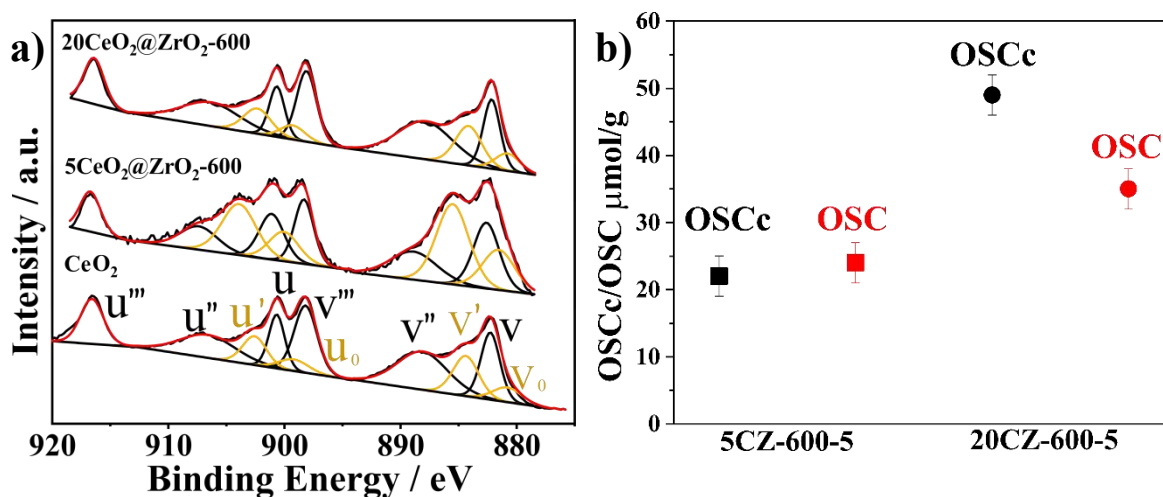 a)
20CeO₂@ZrO₂-600
5CeO₂@ZrO₂-600
CeO₂
u''' u'' u' u v''' u₀ v'' v' v v₀
Intensity / a.u.
920 910 900 890 880
Binding Energy / eV
b)
OSCc/OSC μmol/g
60
50
40
30
20
10
0
OSCc
OSC
OSCc
OSC
5CZ-600-5 20CZ-600-5